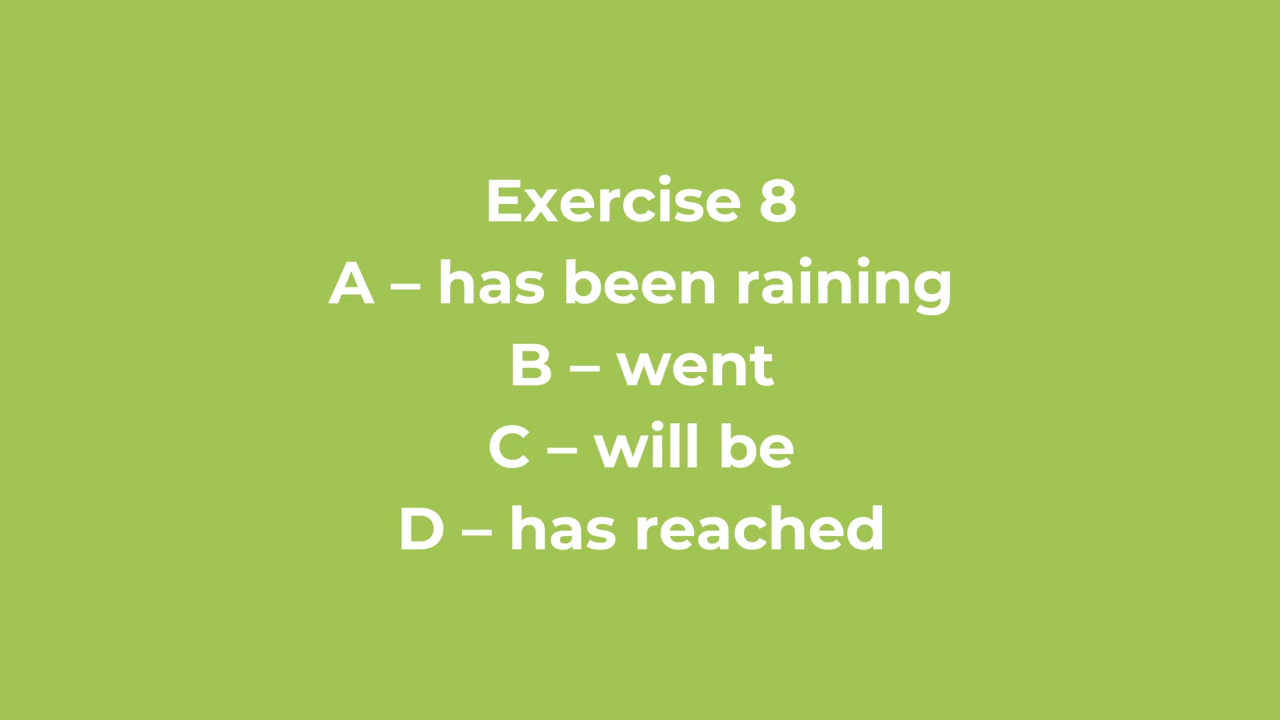 Exercise 8
A – has been raining
B – went
C – will be
D – has reached